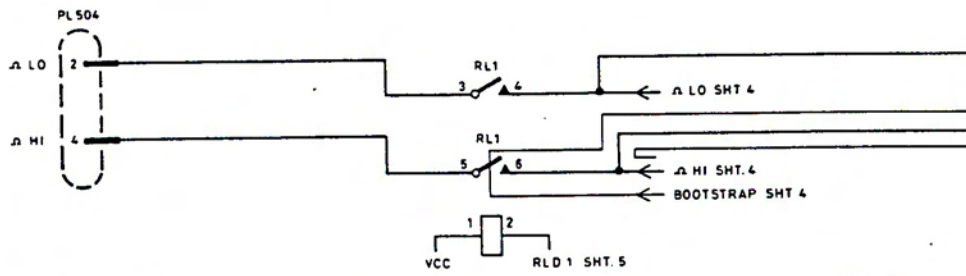 PL504
Ω LO 2
RL1
3 4
Ω LO SHT 4
Ω HI 4
RL1
5 6
Ω HI SHT. 4
BOOTSTRAP SHT 4
1 2
VCC RLD 1 SHT. 5